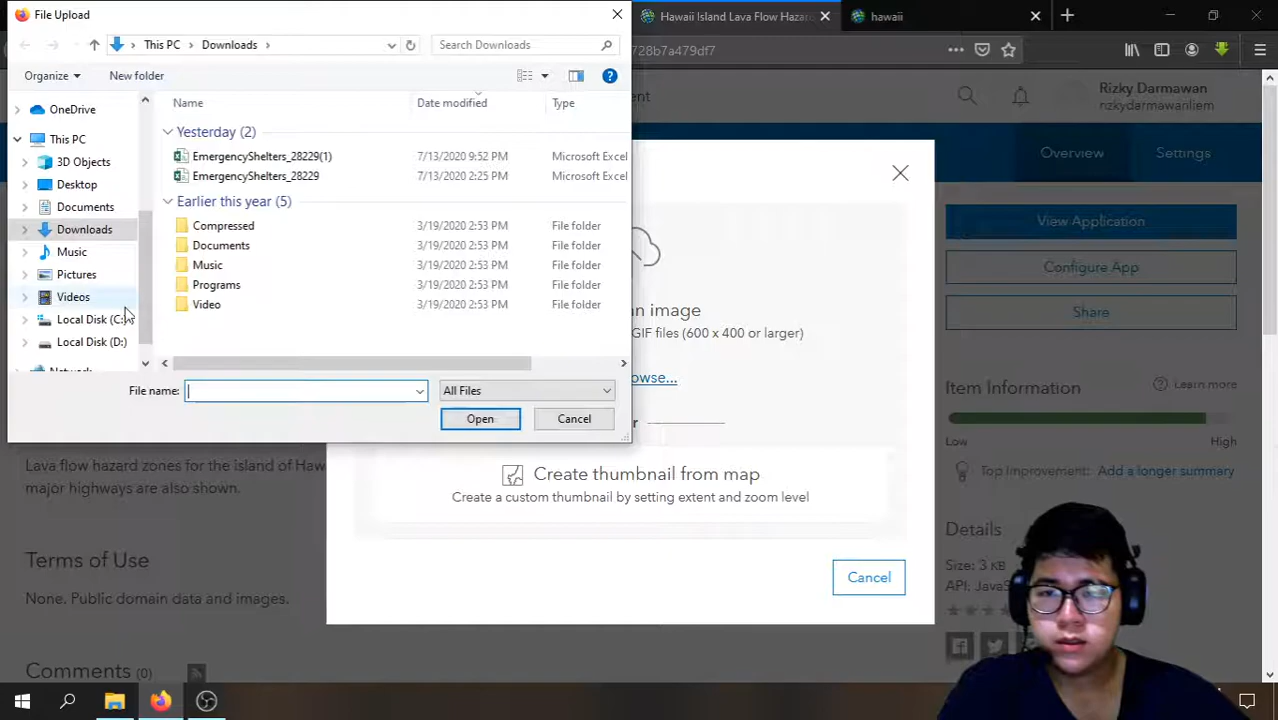 File Upload
Hawaii Island Lava Flow Hazar
hawaii
This PC
Downloads
Search Downloads
728b7a479df7
Organize
New folder
OneDrive
This PC
3D Objects
Desktop
Documents
Downloads
Music
Pictures
Videos
Local Disk (C:)
Local Disk (D:)
Name
Date modified
Type
Yesterday (2)
EmergencyShelters_28229(1)
7/13/2020 9:52 PM
Microsoft Excel
EmergencyShelters_28229
7/13/2020 2:25 PM
Microsoft Excel
Earlier this year (5)
Compressed
3/19/2020 2:53 PM
File folder
Documents
3/19/2020 2:53 PM
File folder
Music
3/19/2020 2:53 PM
File folder
Programs
3/19/2020 2:53 PM
File folder
Video
3/19/2020 2:53 PM
File folder
File name:
All Files
Open
Cancel
ent
Rizky Darmawan
rizkydarmawanliem
Overview
Settings
an image
GIF files (600 x 400 or larger)
owse...
r
Create thumbnail from map
Create a custom thumbnail by setting extent and zoom level
Cancel
View Application
Configure App
Share
Item Information
Learn more
Low
High
Top Improvement: Add a longer summary
Details
Size: 3 KB
API: JavaS
Lava flow hazard zones for the island of Haw
major highways are also shown.
Terms of Use
None. Public domain data and images.
Comments (0)